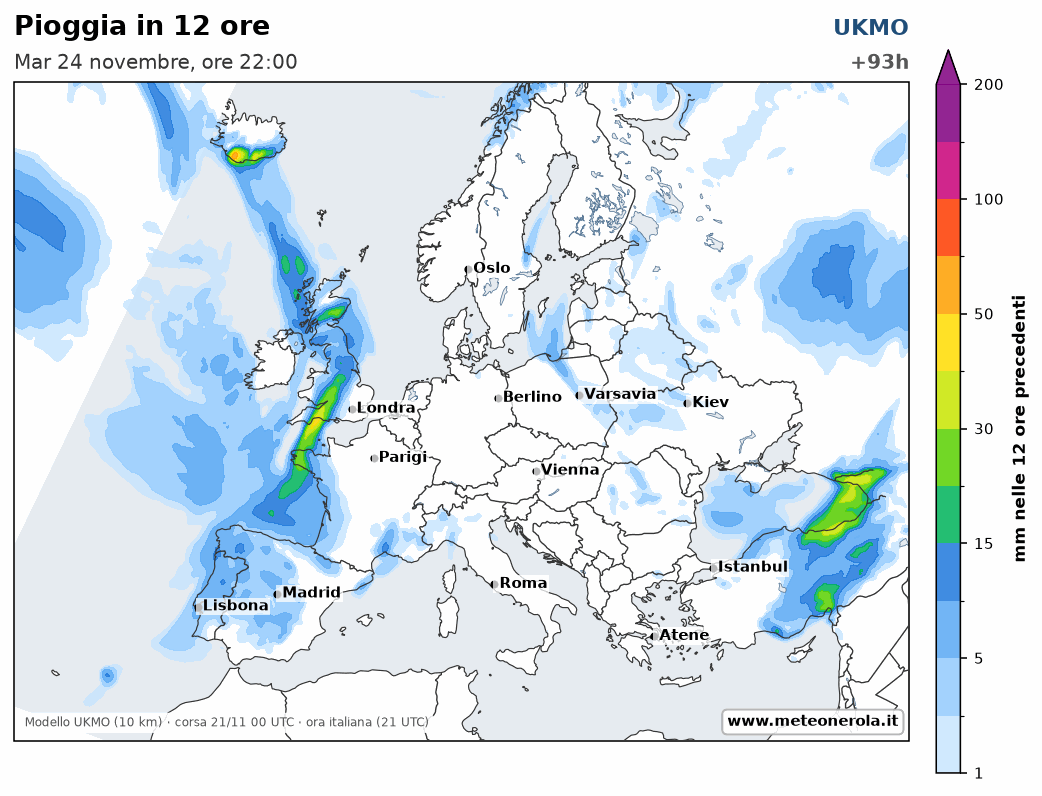 Pioggia in 12 ore
UKMO
Mar 24 novembre, ore 22:00
+93h
200
100
50
30
15
5
1
mm nelle 12 ore precedenti
Oslo
Berlino
Varsavia
Kiev
Londra
Parigi
Vienna
Istanbul
Roma
Madrid
Lisbona
Atene
Modello UKMO (10 km) · corsa 21/11 00 UTC · ora italiana (21 UTC)
www.meteonerola.it